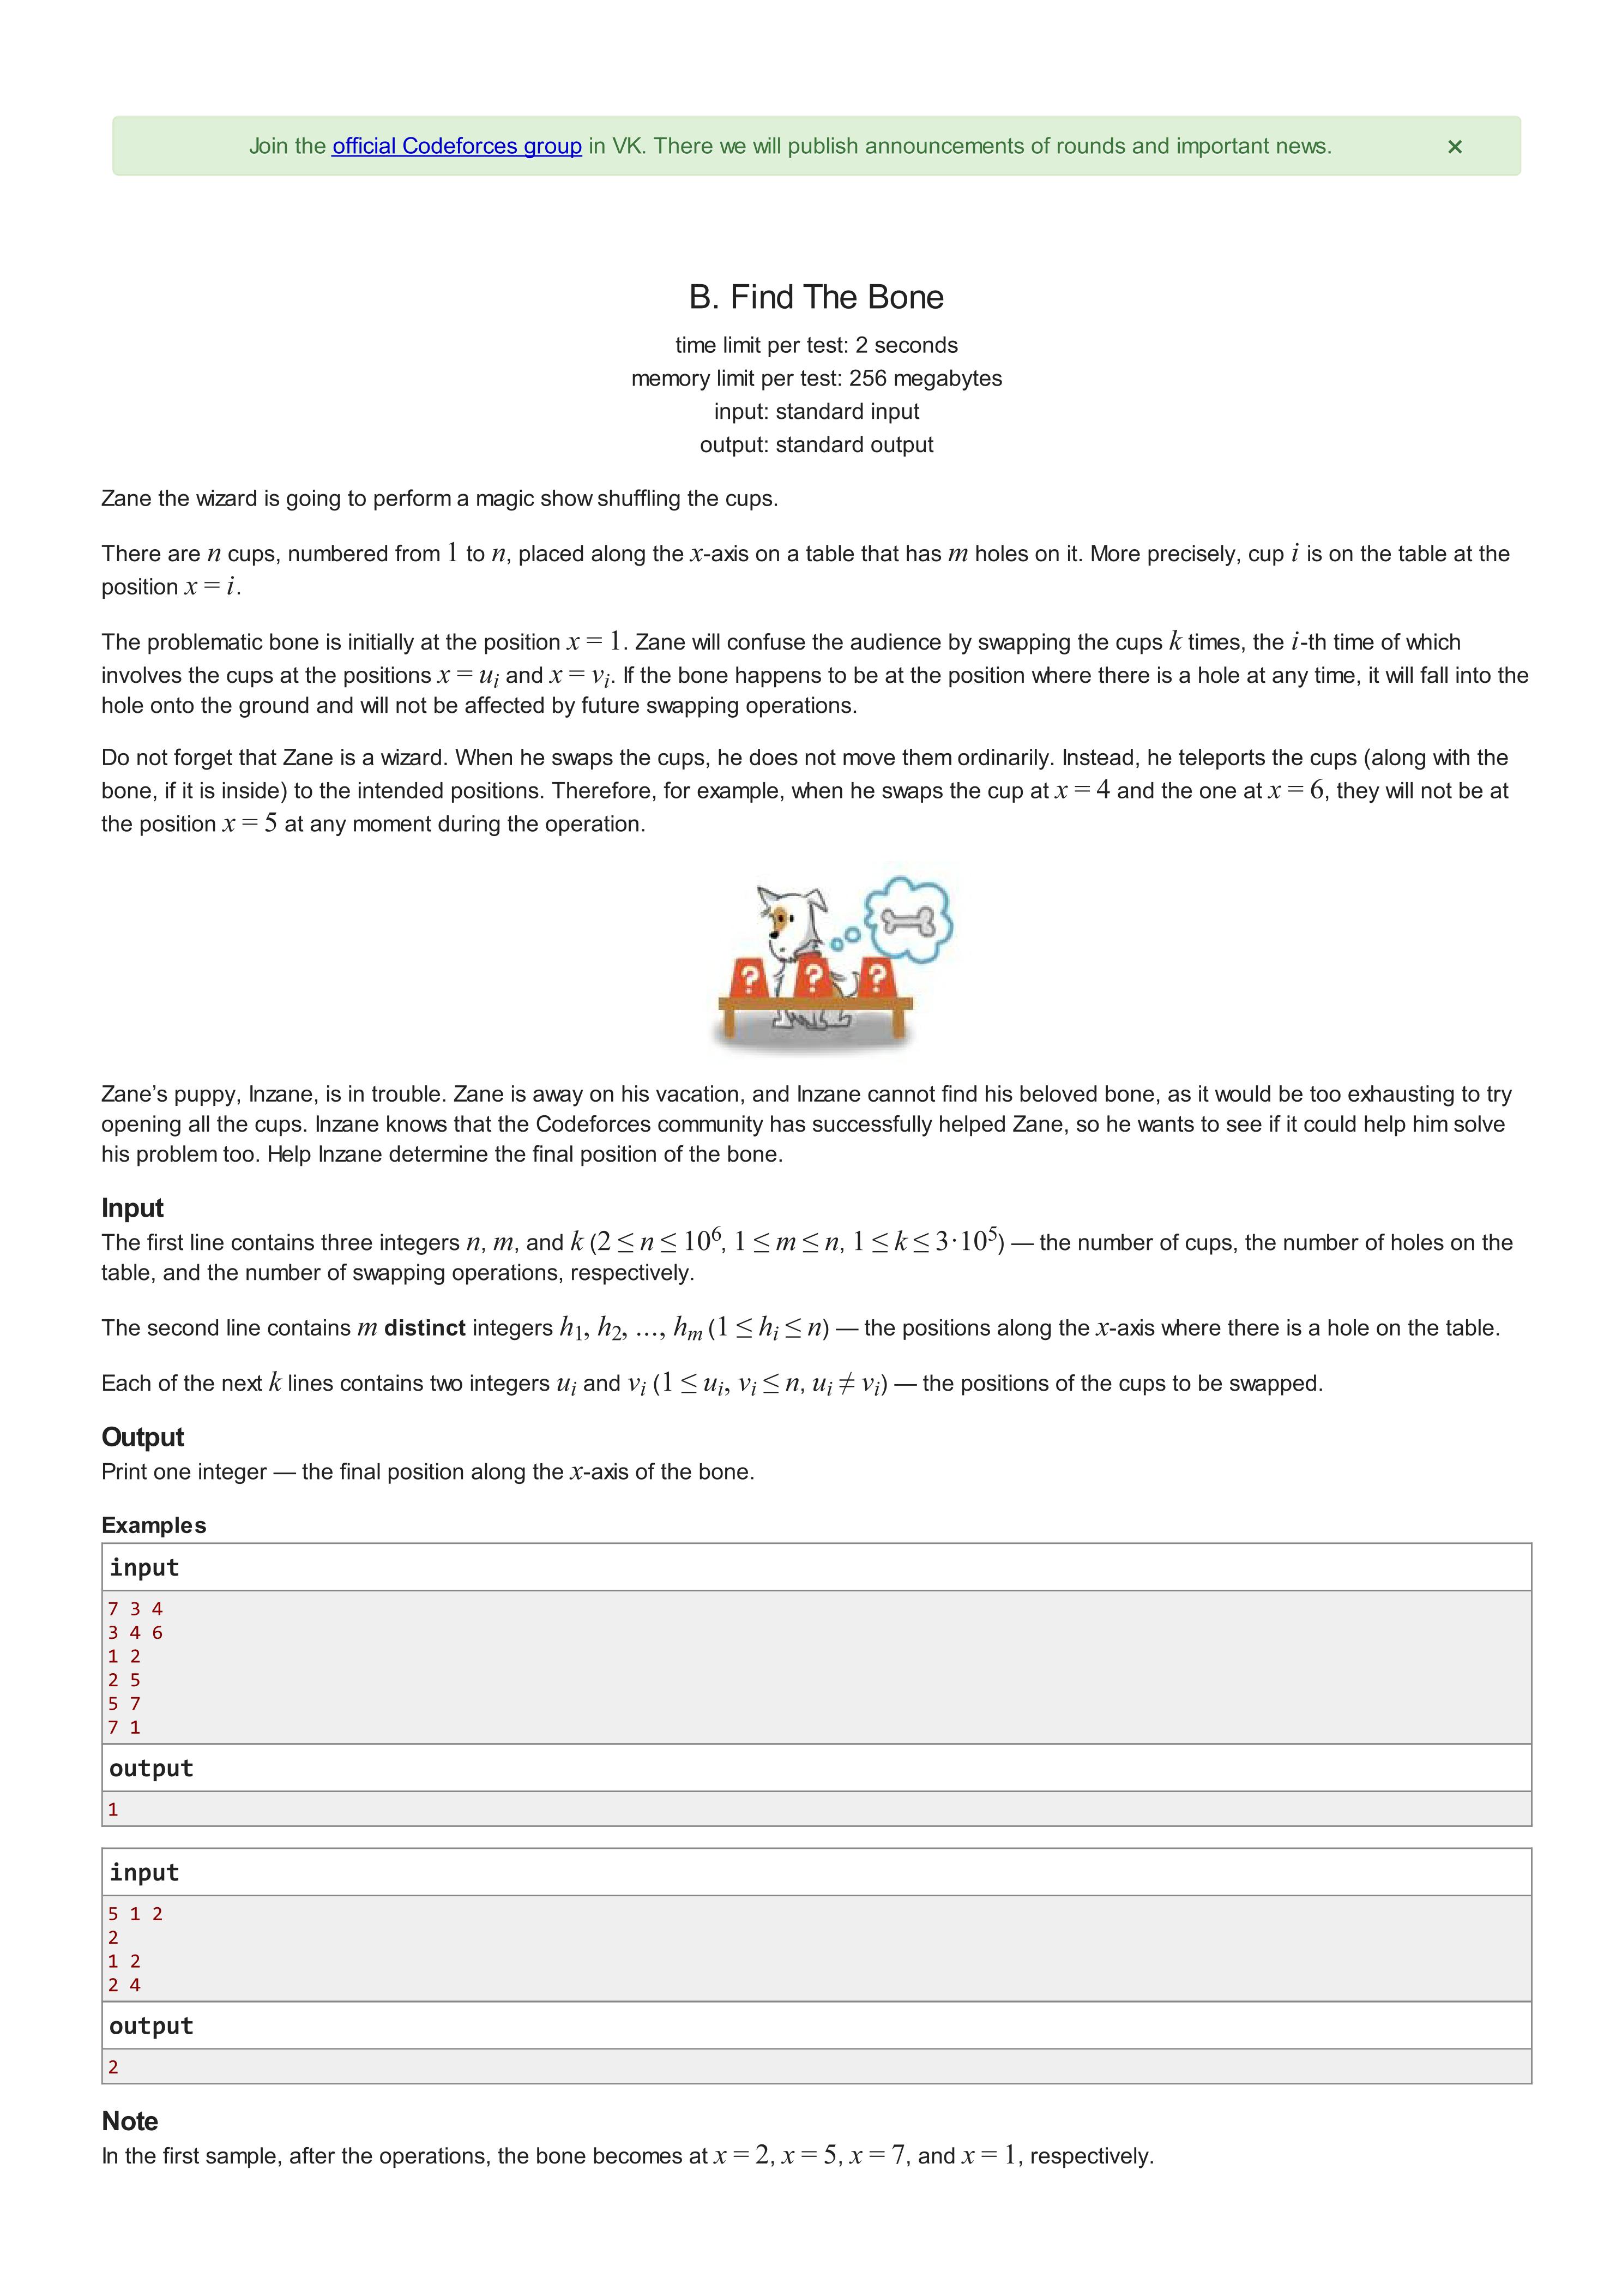 Join the official Codeforces group in VK. There we will publish announcements of rounds and important news. ×
B. Find The Bone
time limit per test: 2 seconds
memory limit per test: 256 megabytes
input: standard input
output: standard output
Zane the wizard is going to perform a magic show shuffling the cups.
There are n cups, numbered from 1 to n, placed along the x-axis on a table that has m holes on it. More precisely, cup i is on the table at the
position x = i.
The problematic bone is initially at the position x = 1. Zane will confuse the audience by swapping the cups k times, the i-th time of which
involves the cups at the positions x = u_i and x = v_i. If the bone happens to be at the position where there is a hole at any time, it will fall into the
hole onto the ground and will not be affected by future swapping operations.
Do not forget that Zane is a wizard. When he swaps the cups, he does not move them ordinarily. Instead, he teleports the cups (along with the
bone, if it is inside) to the intended positions. Therefore, for example, when he swaps the cup at x = 4 and the one at x = 6, they will not be at
the position x = 5 at any moment during the operation.
? ? ?
Zane’s puppy, Inzane, is in trouble. Zane is away on his vacation, and Inzane cannot find his beloved bone, as it would be too exhausting to try
opening all the cups. Inzane knows that the Codeforces community has successfully helped Zane, so he wants to see if it could help him solve
his problem too. Help Inzane determine the final position of the bone.
Input
The first line contains three integers n, m, and k (2 ≤ n ≤ 10^6, 1 ≤ m ≤ n, 1 ≤ k ≤ 3·10^5) — the number of cups, the number of holes on the
table, and the number of swapping operations, respectively.
The second line contains m distinct integers h_1, h_2, ..., h_m (1 ≤ h_i ≤ n) — the positions along the x-axis where there is a hole on the table.
Each of the next k lines contains two integers u_i and v_i (1 ≤ u_i, v_i ≤ n, u_i ≠ v_i) — the positions of the cups to be swapped.
Output
Print one integer — the final position along the x-axis of the bone.
Examples
input
7 3 4
3 4 6
1 2
2 5
5 7
7 1
output
1
input
5 1 2
2
1 2
2 4
output
2
Note
In the first sample, after the operations, the bone becomes at x = 2, x = 5, x = 7, and x = 1, respectively.